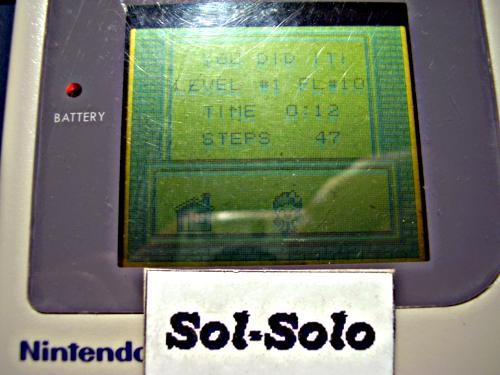 YOU DID IT!
LEVEL #1 FL#10
TIME 0:12
STEPS 47
BATTERY
Nintendo
Sol-Solo